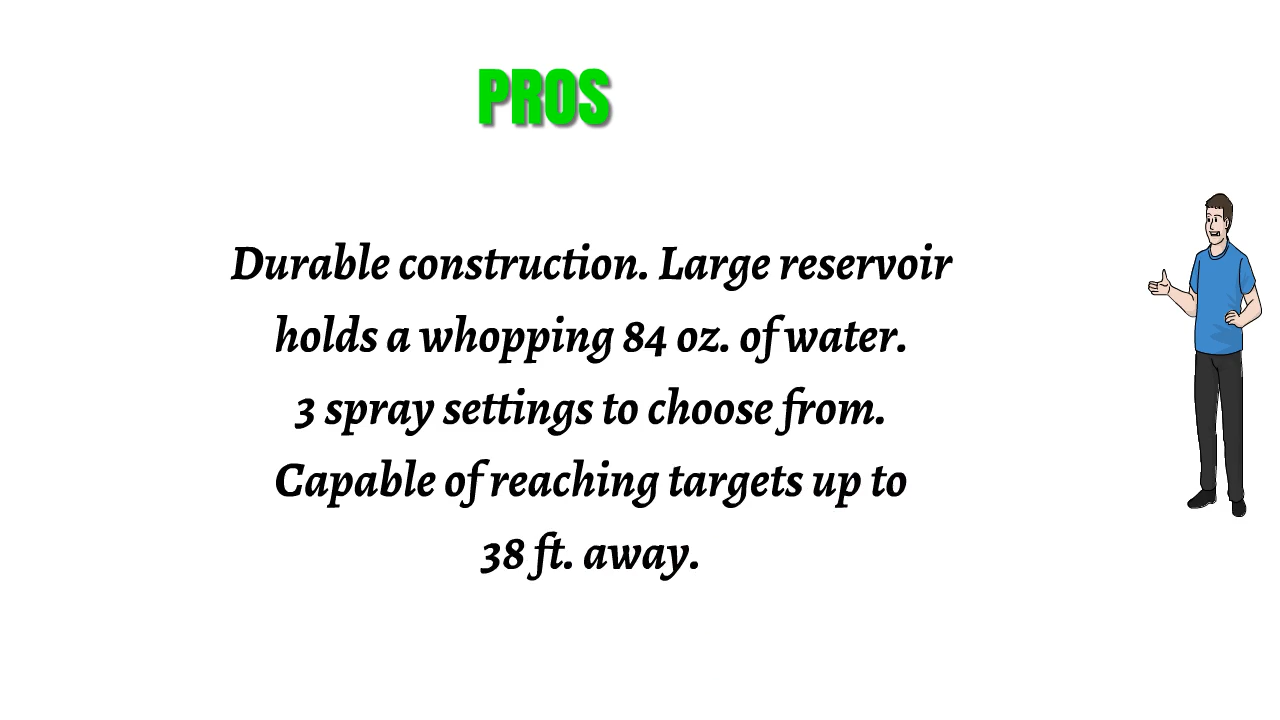 PROS
Durable construction. Large reservoir
holds a whopping 84 oz. of water.
3 spray settings to choose from.
Capable of reaching targets up to
38 ft. away.